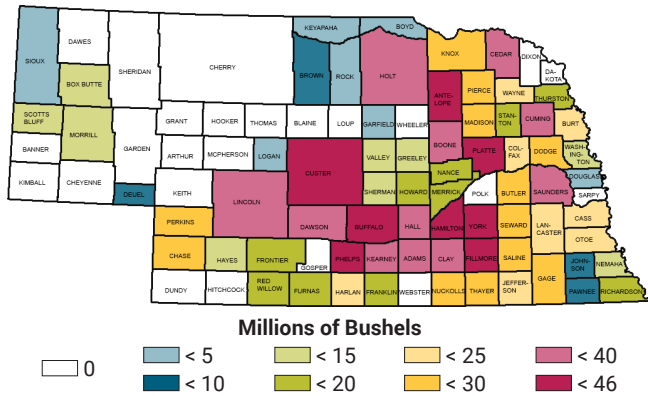 KEYAPAHA BOYD
DAWES
SIOUX SHERIDAN CHERRY BROWN ROCK HOLT KNOX CEDAR DIXON
DA-
KOTA
BOX BUTTE ANTE-
LOPE PIERCE WAYNE THURSTON
SCOTTS
BLUFF MORRILL GRANT HOOKER THOMAS BLAINE LOUP GARFIELD WHEELER MADISON STAN-
TON CUMING BURT
BANNER GARDEN ARTHUR MCPHERSON LOGAN CUSTER VALLEY GREELEY BOONE PLATTE COL-
FAX DODGE WASH-
ING-
TON
KIMBALL CHEYENNE DEUEL KEITH LINCOLN SHERMAN HOWARD NANCE
MERRICK POLK BUTLER SAUNDERS DOUGLAS
SARPY
PERKINS DAWSON BUFFALO HALL HAMILTON YORK SEWARD LAN-
CASTER CASS
OTOE
CHASE HAYES FRONTIER GOSPER PHELPS KEARNEY ADAMS CLAY FILLMORE SALINE GAGE JOHN-
SON NEMAHA
DUNDY HITCHCOCK RED
WILLOW FURNAS HARLAN FRANKLIN WEBSTER NUCKOLLS THAYER JEFFER-
SON PAWNEE RICHARDSON
Millions of Bushels
0 < 5 < 15 < 25 < 40
< 10 < 20 < 30 < 46